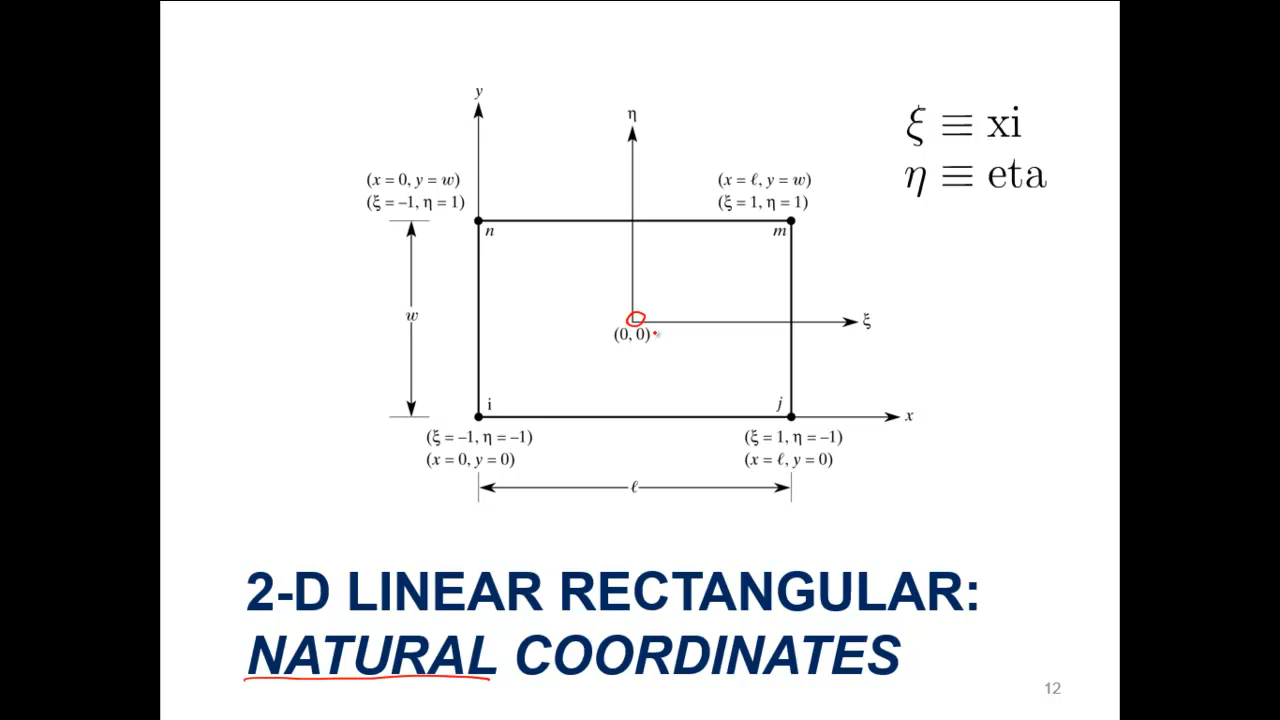 y
η
ξ ≡ xi
η ≡ eta
(x = 0, y = w)
(ξ = –1, η = 1)
(x = ℓ, y = w)
(ξ = 1, η = 1)
n
m
w
(0, 0)
ξ
i
j
x
(ξ = –1, η = –1)
(x = 0, y = 0)
(ξ = 1, η = –1)
(x = ℓ, y = 0)
ℓ
2-D LINEAR RECTANGULAR:
NATURAL COORDINATES
12